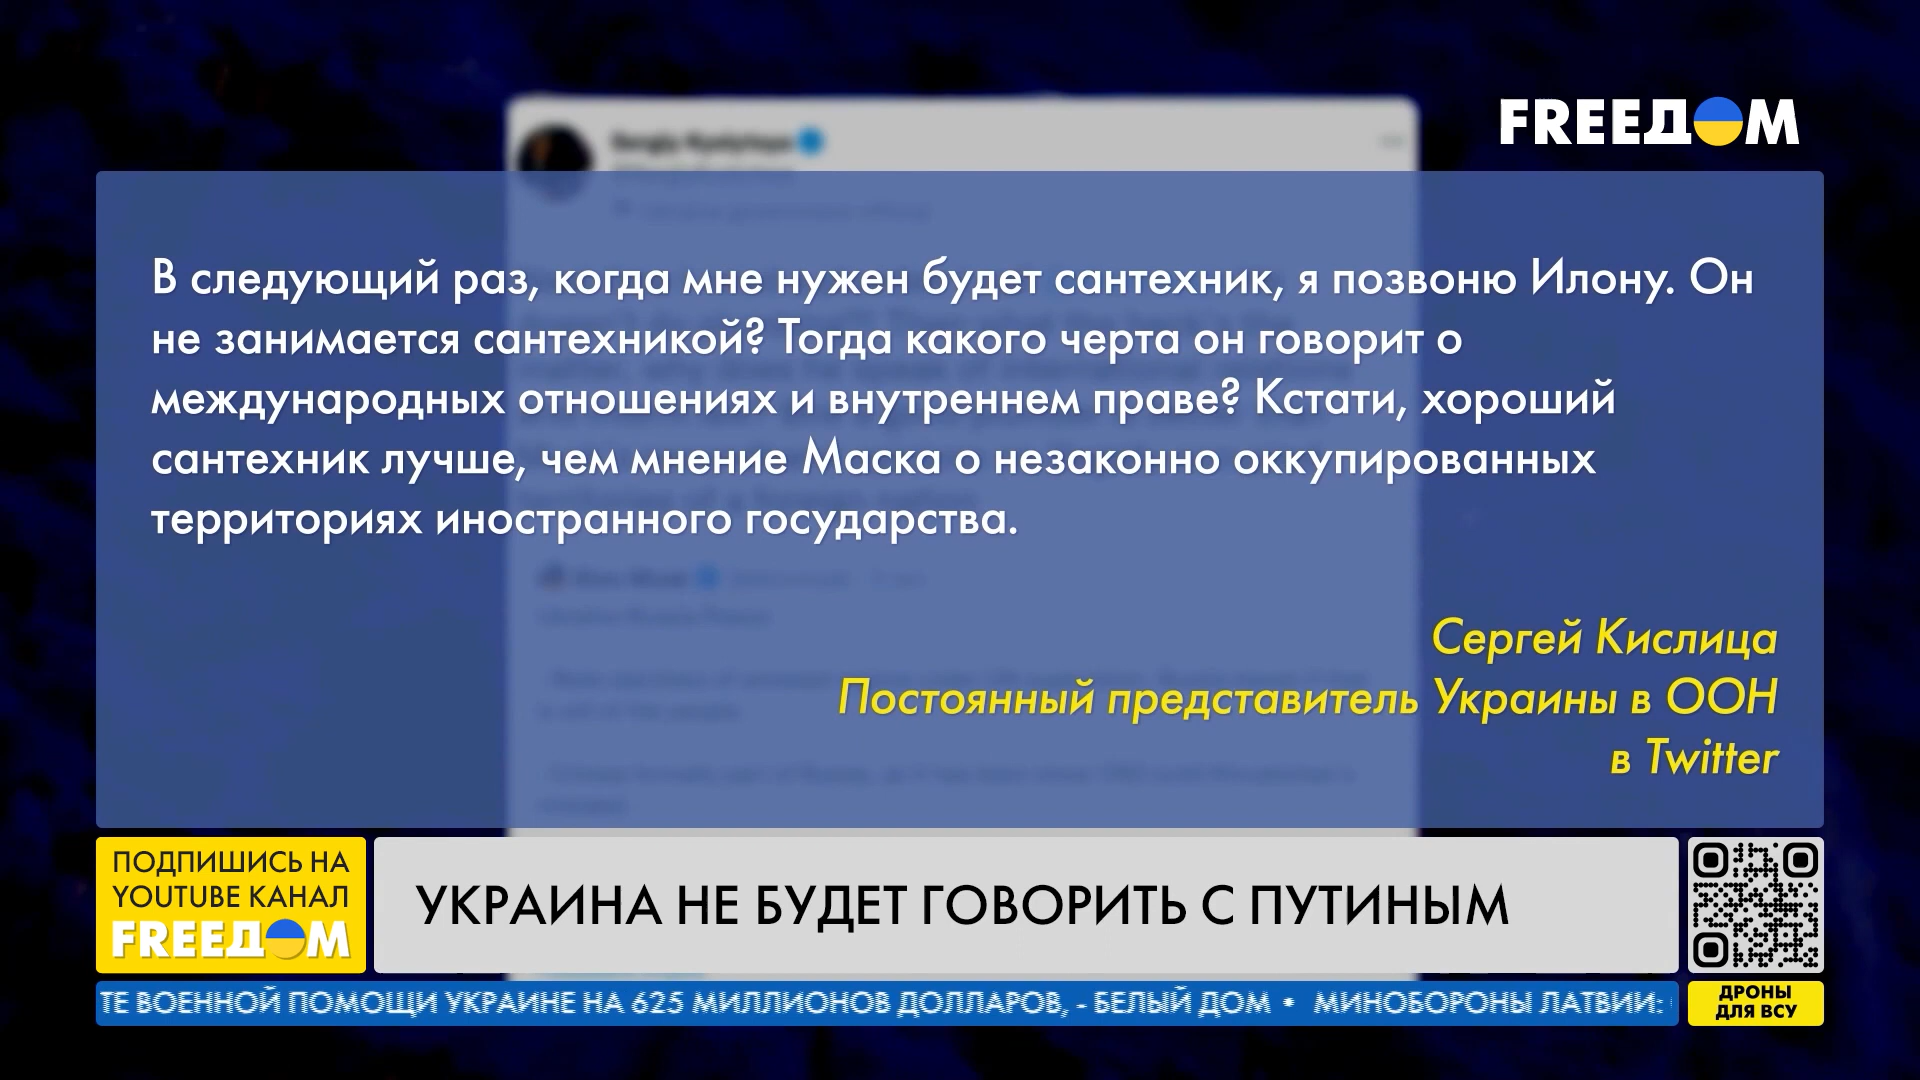 FREEДOM
В следующий раз, когда мне нужен будет сантехник, я позвоню Илону. Он
не занимается сантехникой? Тогда какого черта он говорит о
международных отношениях и внутреннем праве? Кстати, хороший
сантехник лучше, чем мнение Маска о незаконно оккупированных
территориях иностранного государства.
Сергей Кислица
Постоянный представитель Украины в ООН
в Twitter
ПОДПИШИСЬ НА
YOUTUBE КАНАЛ
FREEДOM
УКРАИНА НЕ БУДЕТ ГОВОРИТЬ С ПУТИНЫМ
ТЕ ВОЕННОЙ ПОМОЩИ УКРАИНЕ НА 625 МИЛЛИОНОВ ДОЛЛАРОВ, - БЕЛЫЙ ДОМ • МИНОБОРОНЫ ЛАТВИИ:
ДРОНЫ
ДЛЯ ВСУ